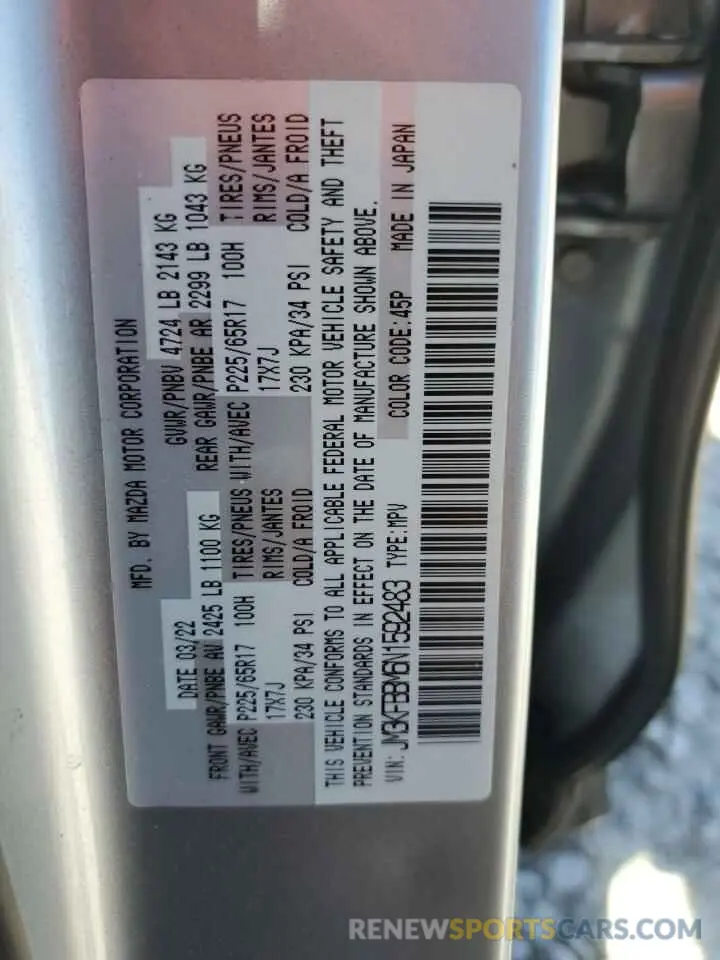 MFD. BY MAZDA MOTOR CORPORATION
DATE 03/22
GVWR/PNBV 4724 LB 2143 KG
FRONT GAWR/PNBE AV 2425 LB 1100 KG
REAR GAWR/PNBE AR 2299 LB 1043 KG
WITH/AVEC P225/65R17 100H TIRES/PNEUS WITH/AVEC P225/65R17 100H TIRES/PNEUS
17X7J RIMS/JANTES 17X7J RIMS/JANTES
230 KPA/34 PSI COLD/A FROID 230 KPA/34 PSI COLD/A FROID
THIS VEHICLE CONFORMS TO ALL APPLICABLE FEDERAL MOTOR VEHICLE SAFETY AND THEFT
PREVENTION STANDARDS IN EFFECT ON THE DATE OF MANUFACTURE SHOWN ABOVE.
VIN: JM3KFBBM6N1592483 TYPE:MPV COLOR CODE:45P MADE IN JAPAN
RENEWSPORTSCARS.COM